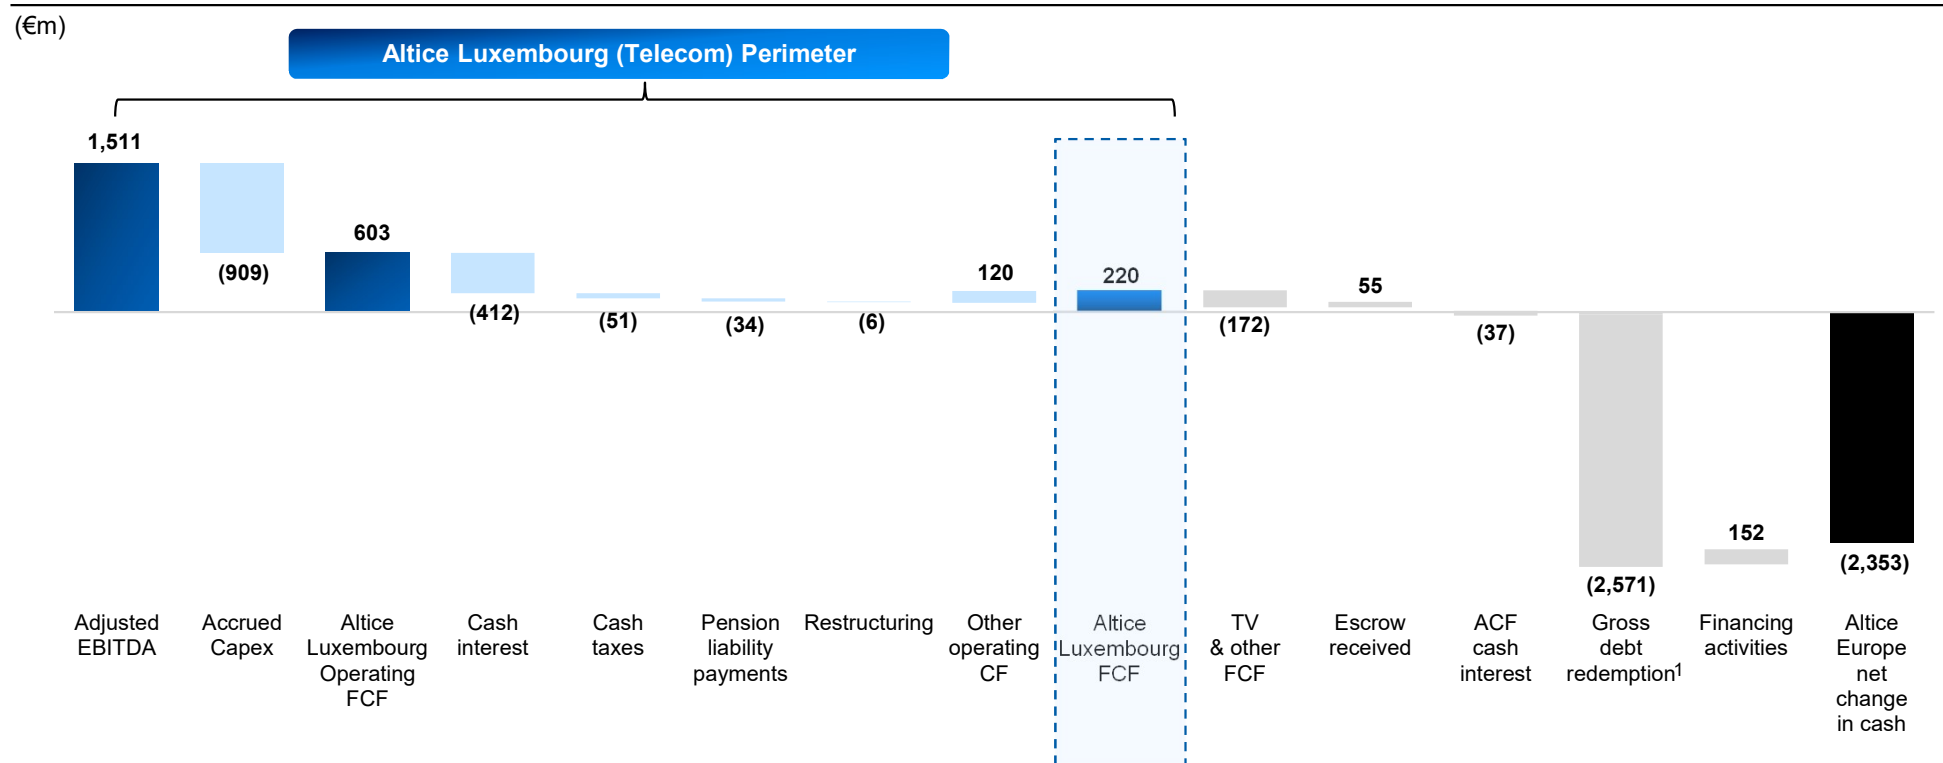 (€m)
Altice Luxembourg (Telecom) Perimeter
1,511
(909)
603
(412)
(51)
(34)
(6)
120
220
(172)
55
(37)
(2,571)
152
(2,353)
Adjusted
EBITDA
Accrued
Capex
Altice
Luxembourg
Operating
FCF
Cash
interest
Cash
taxes
Pension
liability
payments
Restructuring
Other
operating
CF
Altice
Luxembourg
FCF
TV
& other
FCF
Escrow
received
ACF
cash
interest
Gross
debt
redemption¹
Financing
activities
Altice
Europe
net
change
in cash